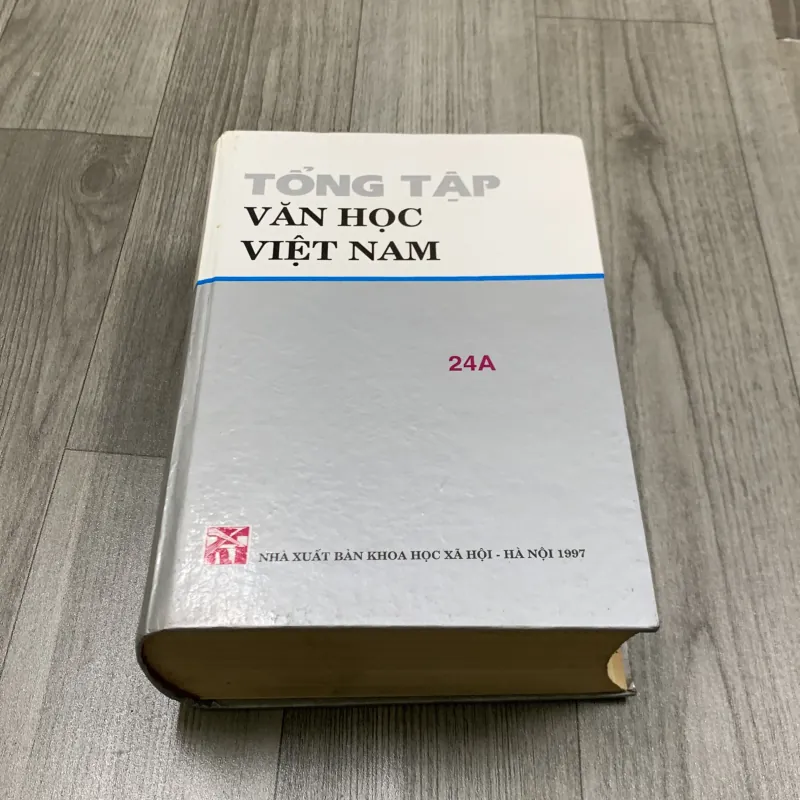 TỔNG TẬP
VĂN HỌC
VIỆT NAM
24A
NHÀ XUẤT BẢN KHOA HỌC XÃ HỘI - HÀ NỘI 1997